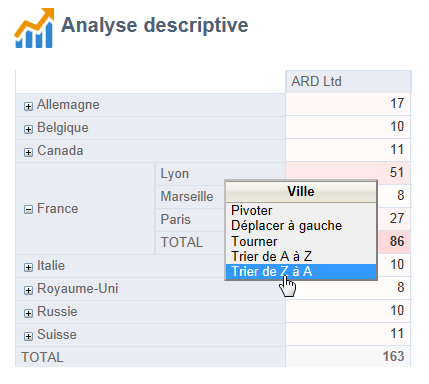 Analyse descriptive
ARD Ltd
Allemagne 17
Belgique 10
Canada 11
France
Lyon 51
Marseille 8
Paris 27
TOTAL 86
Ville
Pivoter
Déplacer à gauche
Tourner
Trier de A à Z
Trier de Z à A
Italie 10
Royaume-Uni 8
Russie 10
Suisse 11
TOTAL 163